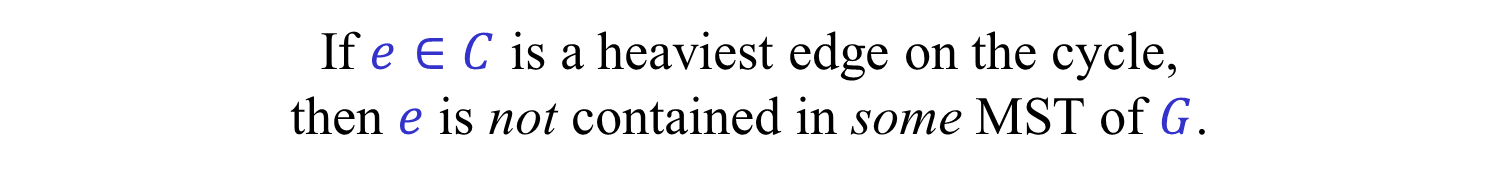 If e ∈ C is a heaviest edge on the cycle,
then e is not contained in some MST of G.